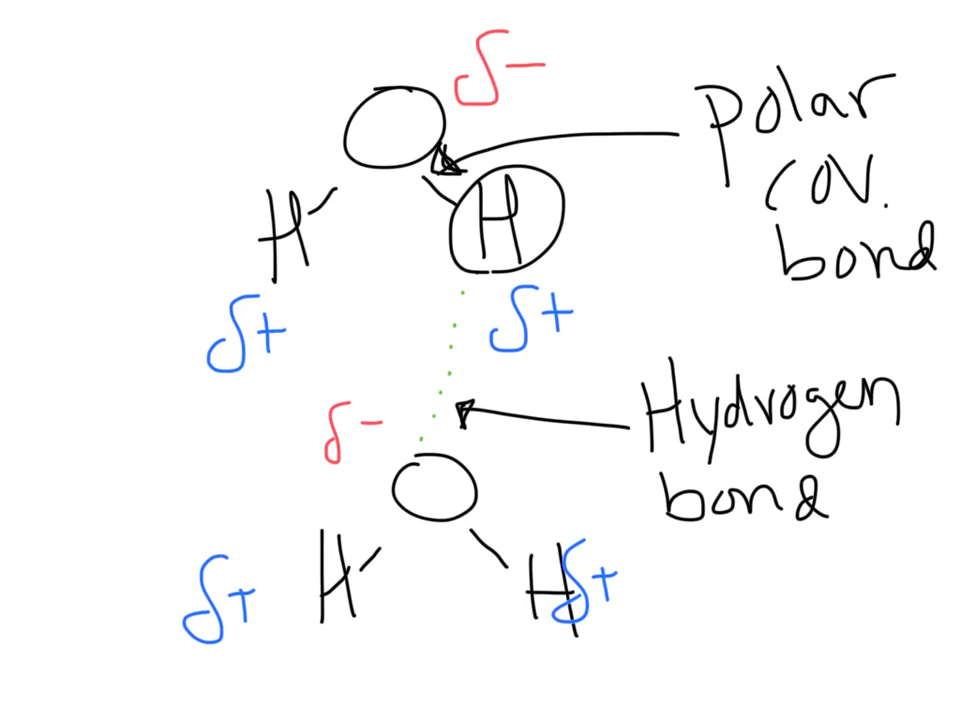 δ-
O
polar
cov.
bond
H
H
δ+
δ+
Hydrogen
bond
δ-
O
H
H
δ+
δ+